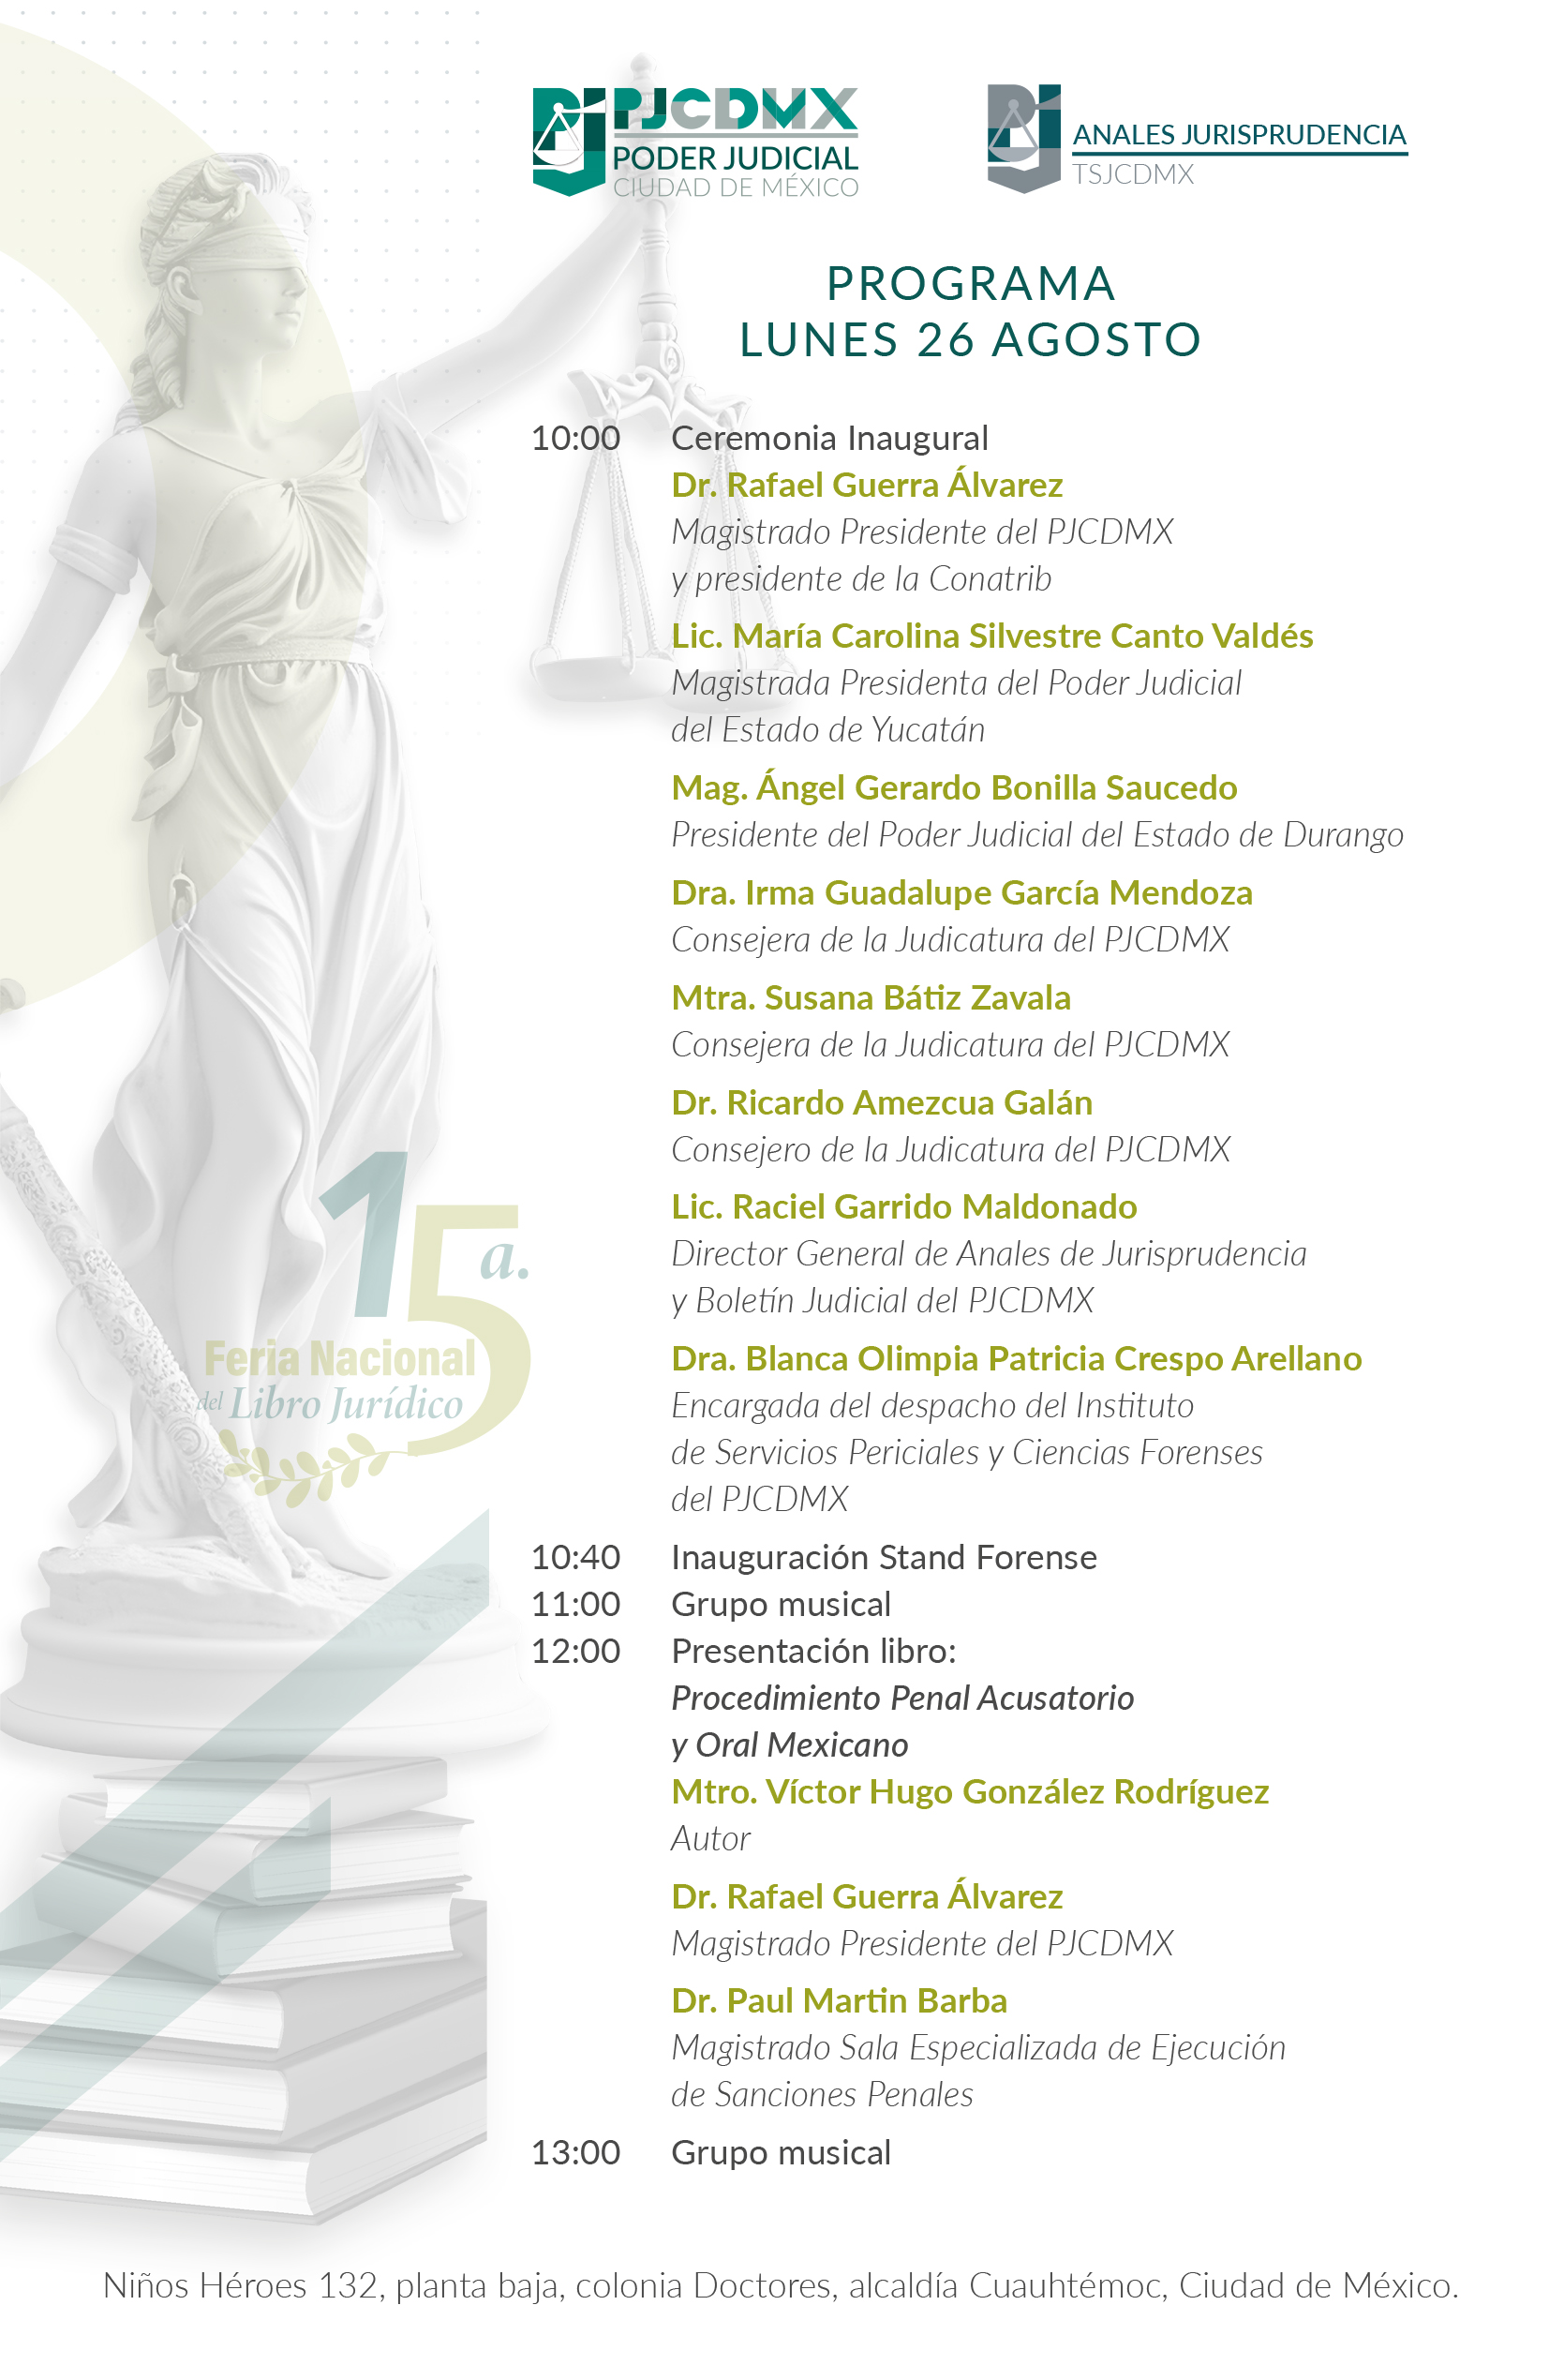 PJCDMX
PODER JUDICIAL
CIUDAD DE MÉXICO
ANALES JURISPRUDENCIA
TSJCDMX
PROGRAMA
LUNES 26 AGOSTO
10:00 Ceremonia Inaugural
Dr. Rafael Guerra Álvarez
Magistrado Presidente del PJCDMX
y presidente de la Conatrib
Lic. María Carolina Silvestre Canto Valdés
Magistrada Presidenta del Poder Judicial
del Estado de Yucatán
Mag. Ángel Gerardo Bonilla Saucedo
Presidente del Poder Judicial del Estado de Durango
Dra. Irma Guadalupe García Mendoza
Consejera de la Judicatura del PJCDMX
Mtra. Susana Bátiz Zavala
Consejera de la Judicatura del PJCDMX
Dr. Ricardo Amezcua Galán
Consejero de la Judicatura del PJCDMX
Lic. Raciel Garrido Maldonado
Director General de Anales de Jurisprudencia
y Boletín Judicial del PJCDMX
Dra. Blanca Olimpia Patricia Crespo Arellano
Encargada del despacho del Instituto
de Servicios Periciales y Ciencias Forenses
del PJCDMX
15a.
Feria Nacional
del Libro Jurídico
10:40 Inauguración Stand Forense
11:00 Grupo musical
12:00 Presentación libro:
Procedimiento Penal Acusatorio
y Oral Mexicano
Mtro. Víctor Hugo González Rodríguez
Autor
Dr. Rafael Guerra Álvarez
Magistrado Presidente del PJCDMX
Dr. Paul Martin Barba
Magistrado Sala Especializada de Ejecución
de Sanciones Penales
13:00 Grupo musical
Niños Héroes 132, planta baja, colonia Doctores, alcaldía Cuauhtémoc, Ciudad de México.